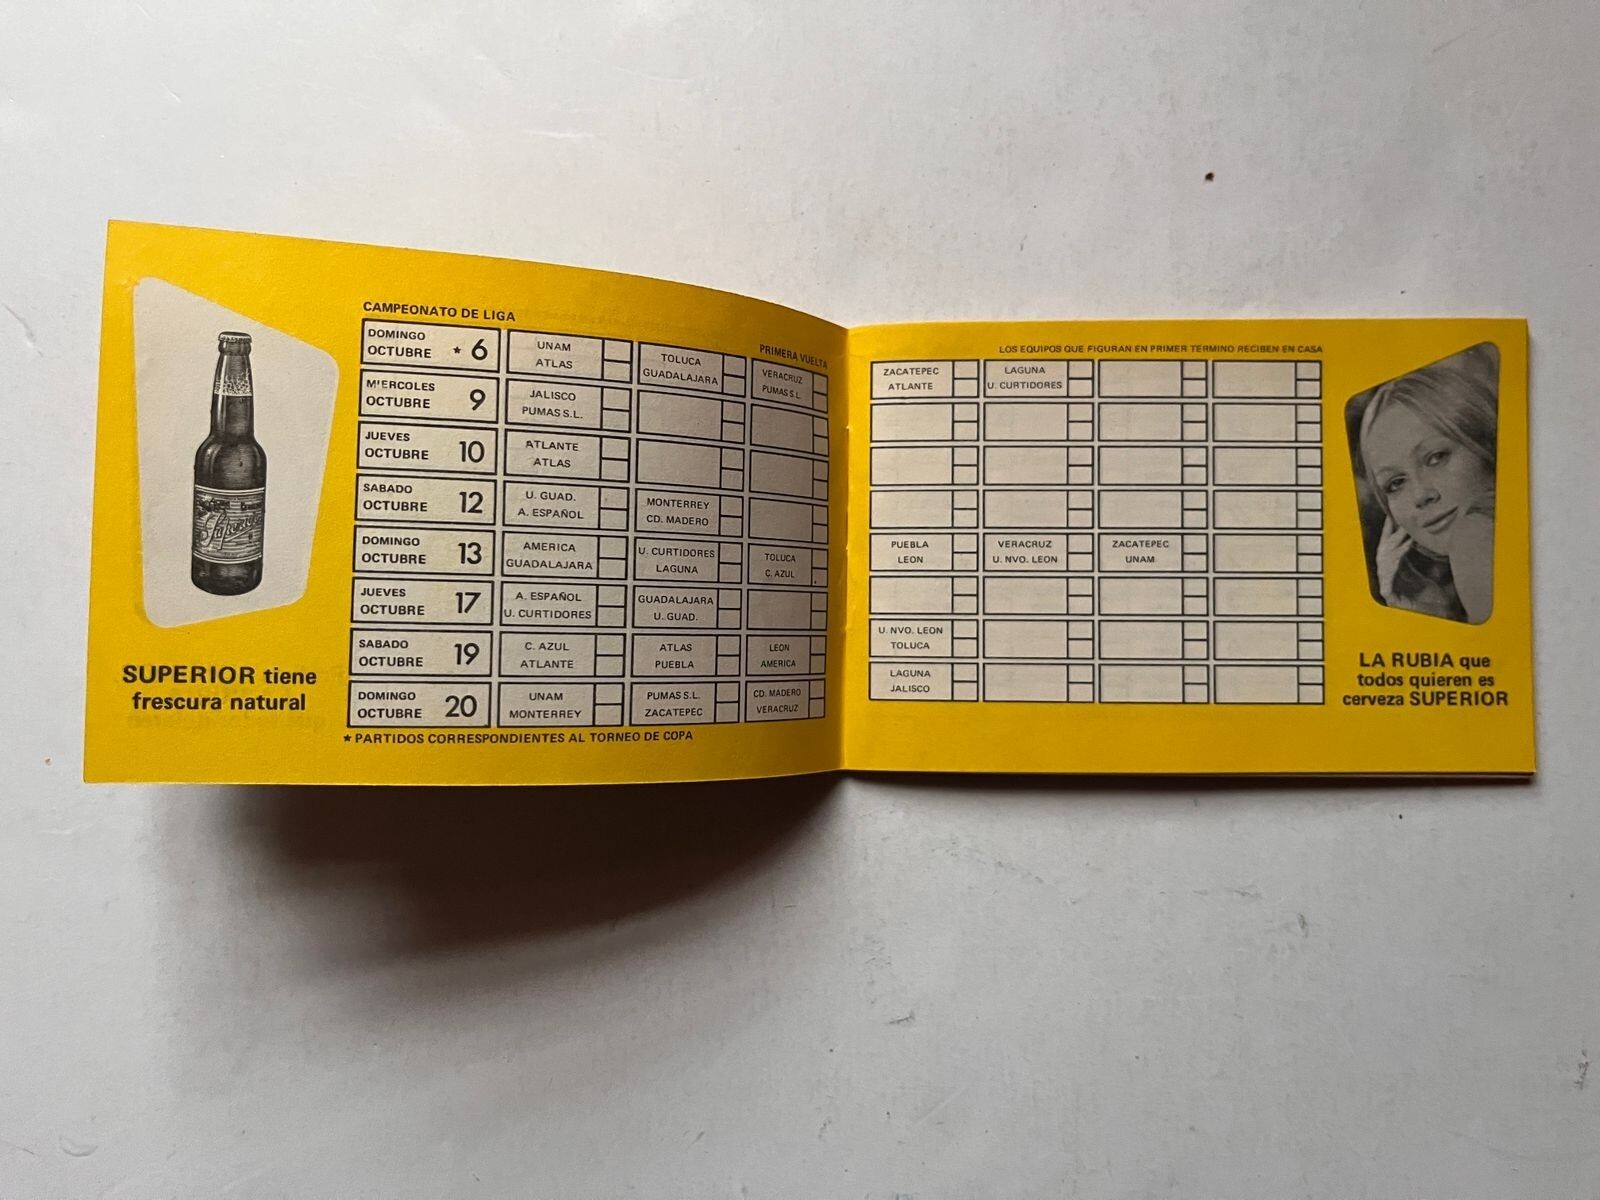 CAMPEONATO DE LIGA
PRIMERA VUELTA
DOMINGO
OCTUBRE * 6
UNAM
ATLAS
TOLUCA
GUADALAJARA
VERACRUZ
PUMAS S.L.
MIERCOLES
OCTUBRE 9
JALISCO
PUMAS S.L.
JUEVES
OCTUBRE 10
ATLANTE
ATLAS
SABADO
OCTUBRE 12
U. GUAD.
A. ESPAÑOL
MONTERREY
CD. MADERO
DOMINGO
OCTUBRE 13
AMERICA
GUADALAJARA
U. CURTIDORES
LAGUNA
TOLUCA
C. AZUL
JUEVES
OCTUBRE 17
A. ESPAÑOL
U. CURTIDORES
GUADALAJARA
U. GUAD.
SABADO
OCTUBRE 19
C. AZUL
ATLANTE
ATLAS
PUEBLA
LEON
AMERICA
DOMINGO
OCTUBRE 20
UNAM
MONTERREY
PUMAS S.L.
ZACATEPEC
CD. MADERO
VERACRUZ
* PARTIDOS CORRESPONDIENTES AL TORNEO DE COPA
Superior
SUPERIOR tiene
frescura natural
LOS EQUIPOS QUE FIGURAN EN PRIMER TERMINO RECIBEN EN CASA
ZACATEPEC
ATLANTE
LAGUNA
U. CURTIDORES
PUEBLA
LEON
VERACRUZ
U. NVO. LEON
ZACATEPEC
UNAM
U. NVO. LEON
TOLUCA
LAGUNA
JALISCO
LA RUBIA que
todos quieren es
cerveza SUPERIOR